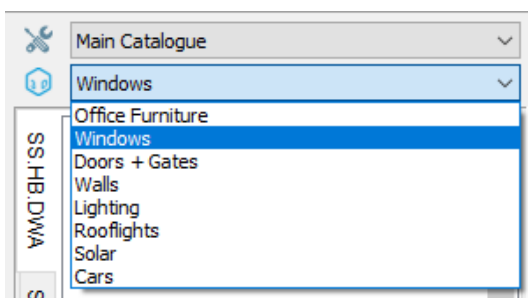 Main Catalogue
Windows
Office Furniture
Windows
Doors + Gates
Walls
Lighting
Rooflights
Solar
Cars
SS.HB.DWA